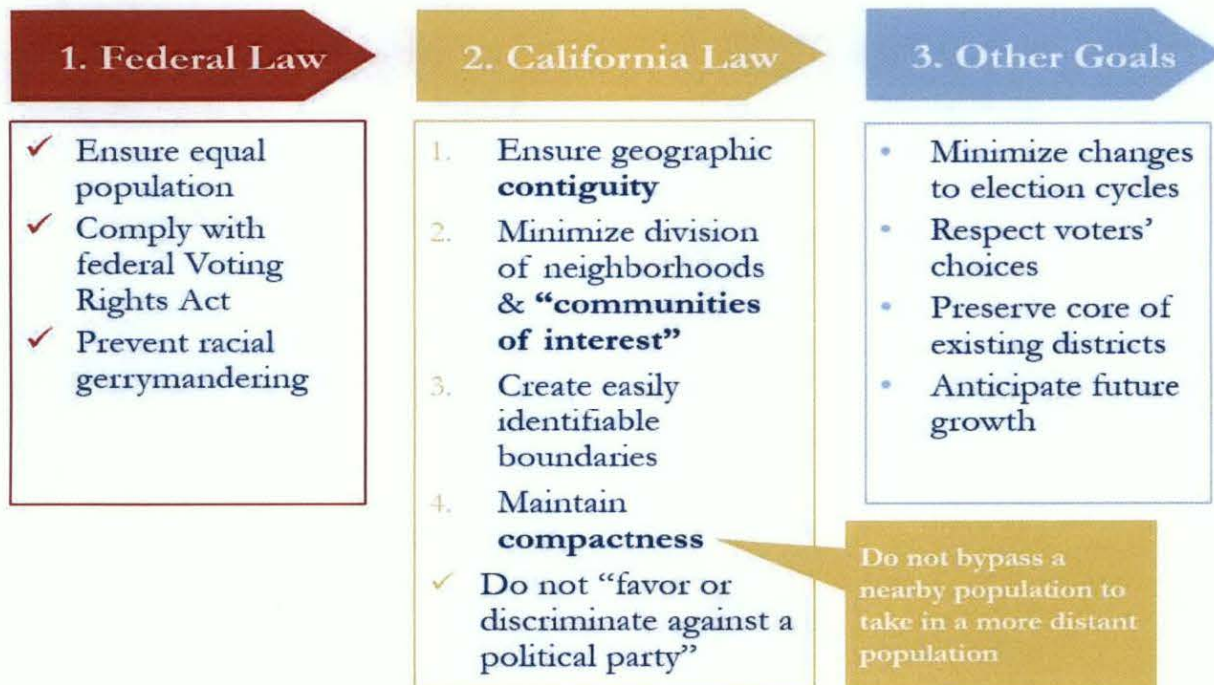 1. Federal Law
✓ Ensure equal
population
✓ Comply with
federal Voting
Rights Act
✓ Prevent racial
gerrymandering
2. California Law
1. Ensure geographic
contiguity
2. Minimize division
of neighborhoods
& “communities
of interest”
3. Create easily
identifiable
boundaries
4. Maintain
compactness
✓ Do not “favor or
discriminate against a
political party”
Do not bypass a
nearby population to
take in a more distant
population
3. Other Goals
• Minimize changes
to election cycles
• Respect voters’
choices
• Preserve core of
existing districts
• Anticipate future
growth